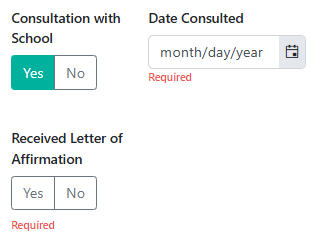 Consultation with
School
Yes No
Date Consulted
month/day/year
Required
Received Letter of
Affirmation
Yes No
Required